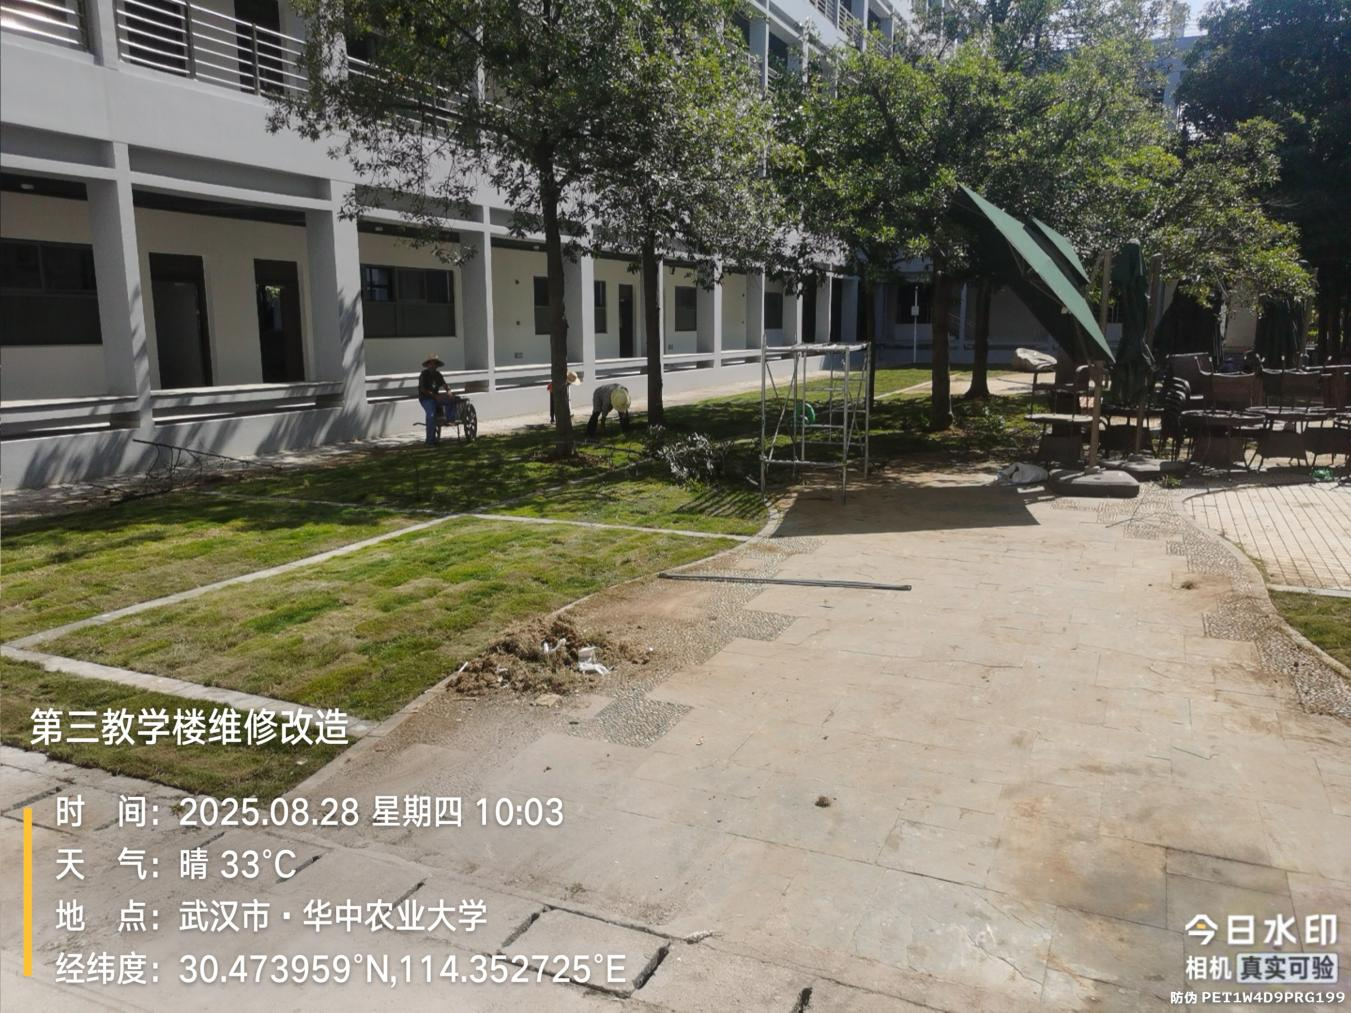 第三教学楼维修改造
时 间：2025.08.28 星期四 10:03
天 气：晴 33℃
地 点：武汉市·华中农业大学
经纬度：30.473959°N,114.352725°E
今日水印
相机 真实可验
防伪 PET1W4D9PRG199